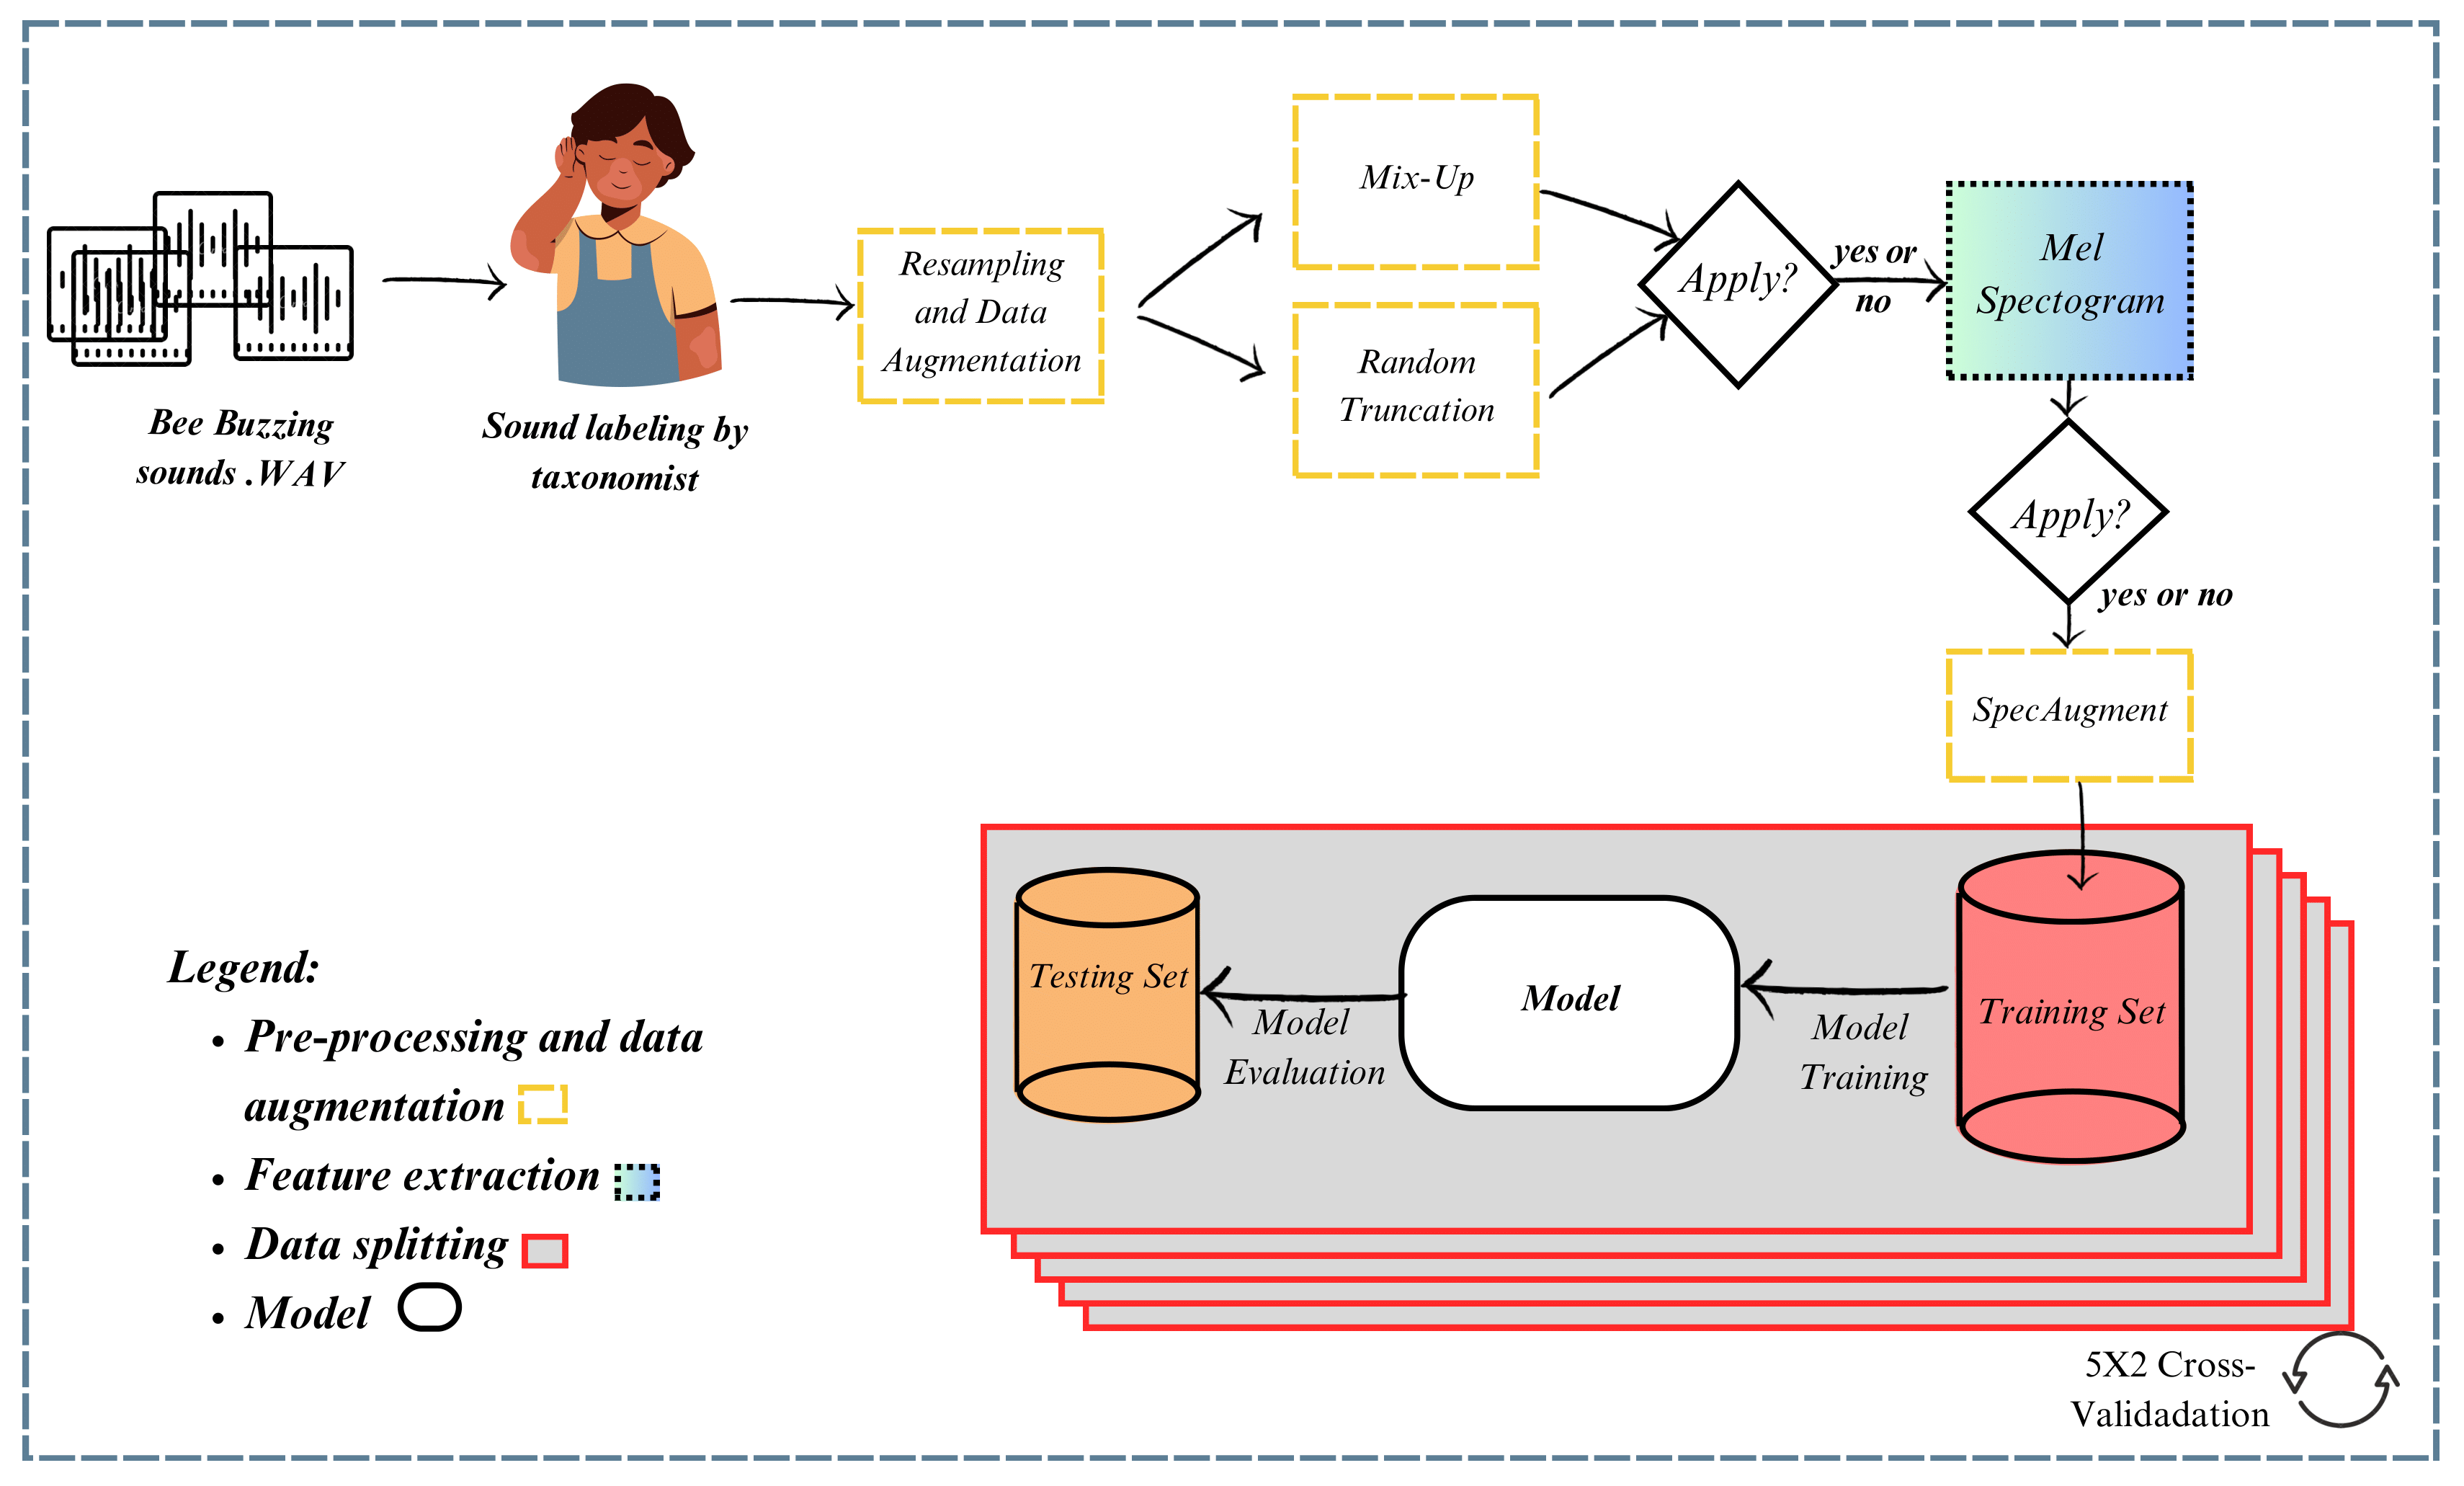 Bee Buzzing
sounds .WAV
Sound labeling by
taxonomist
Resampling
and Data
Augmentation
Mix-Up
Random
Truncation
Apply?
yes or
no
Mel
Spectogram
Apply?
yes or no
SpecAugment
Training Set
Model
Training
Model
Model
Evaluation
Testing Set
5X2 Cross-
Validadation
Legend:
• Pre-processing and data
augmentation
• Feature extraction
• Data splitting
• Model